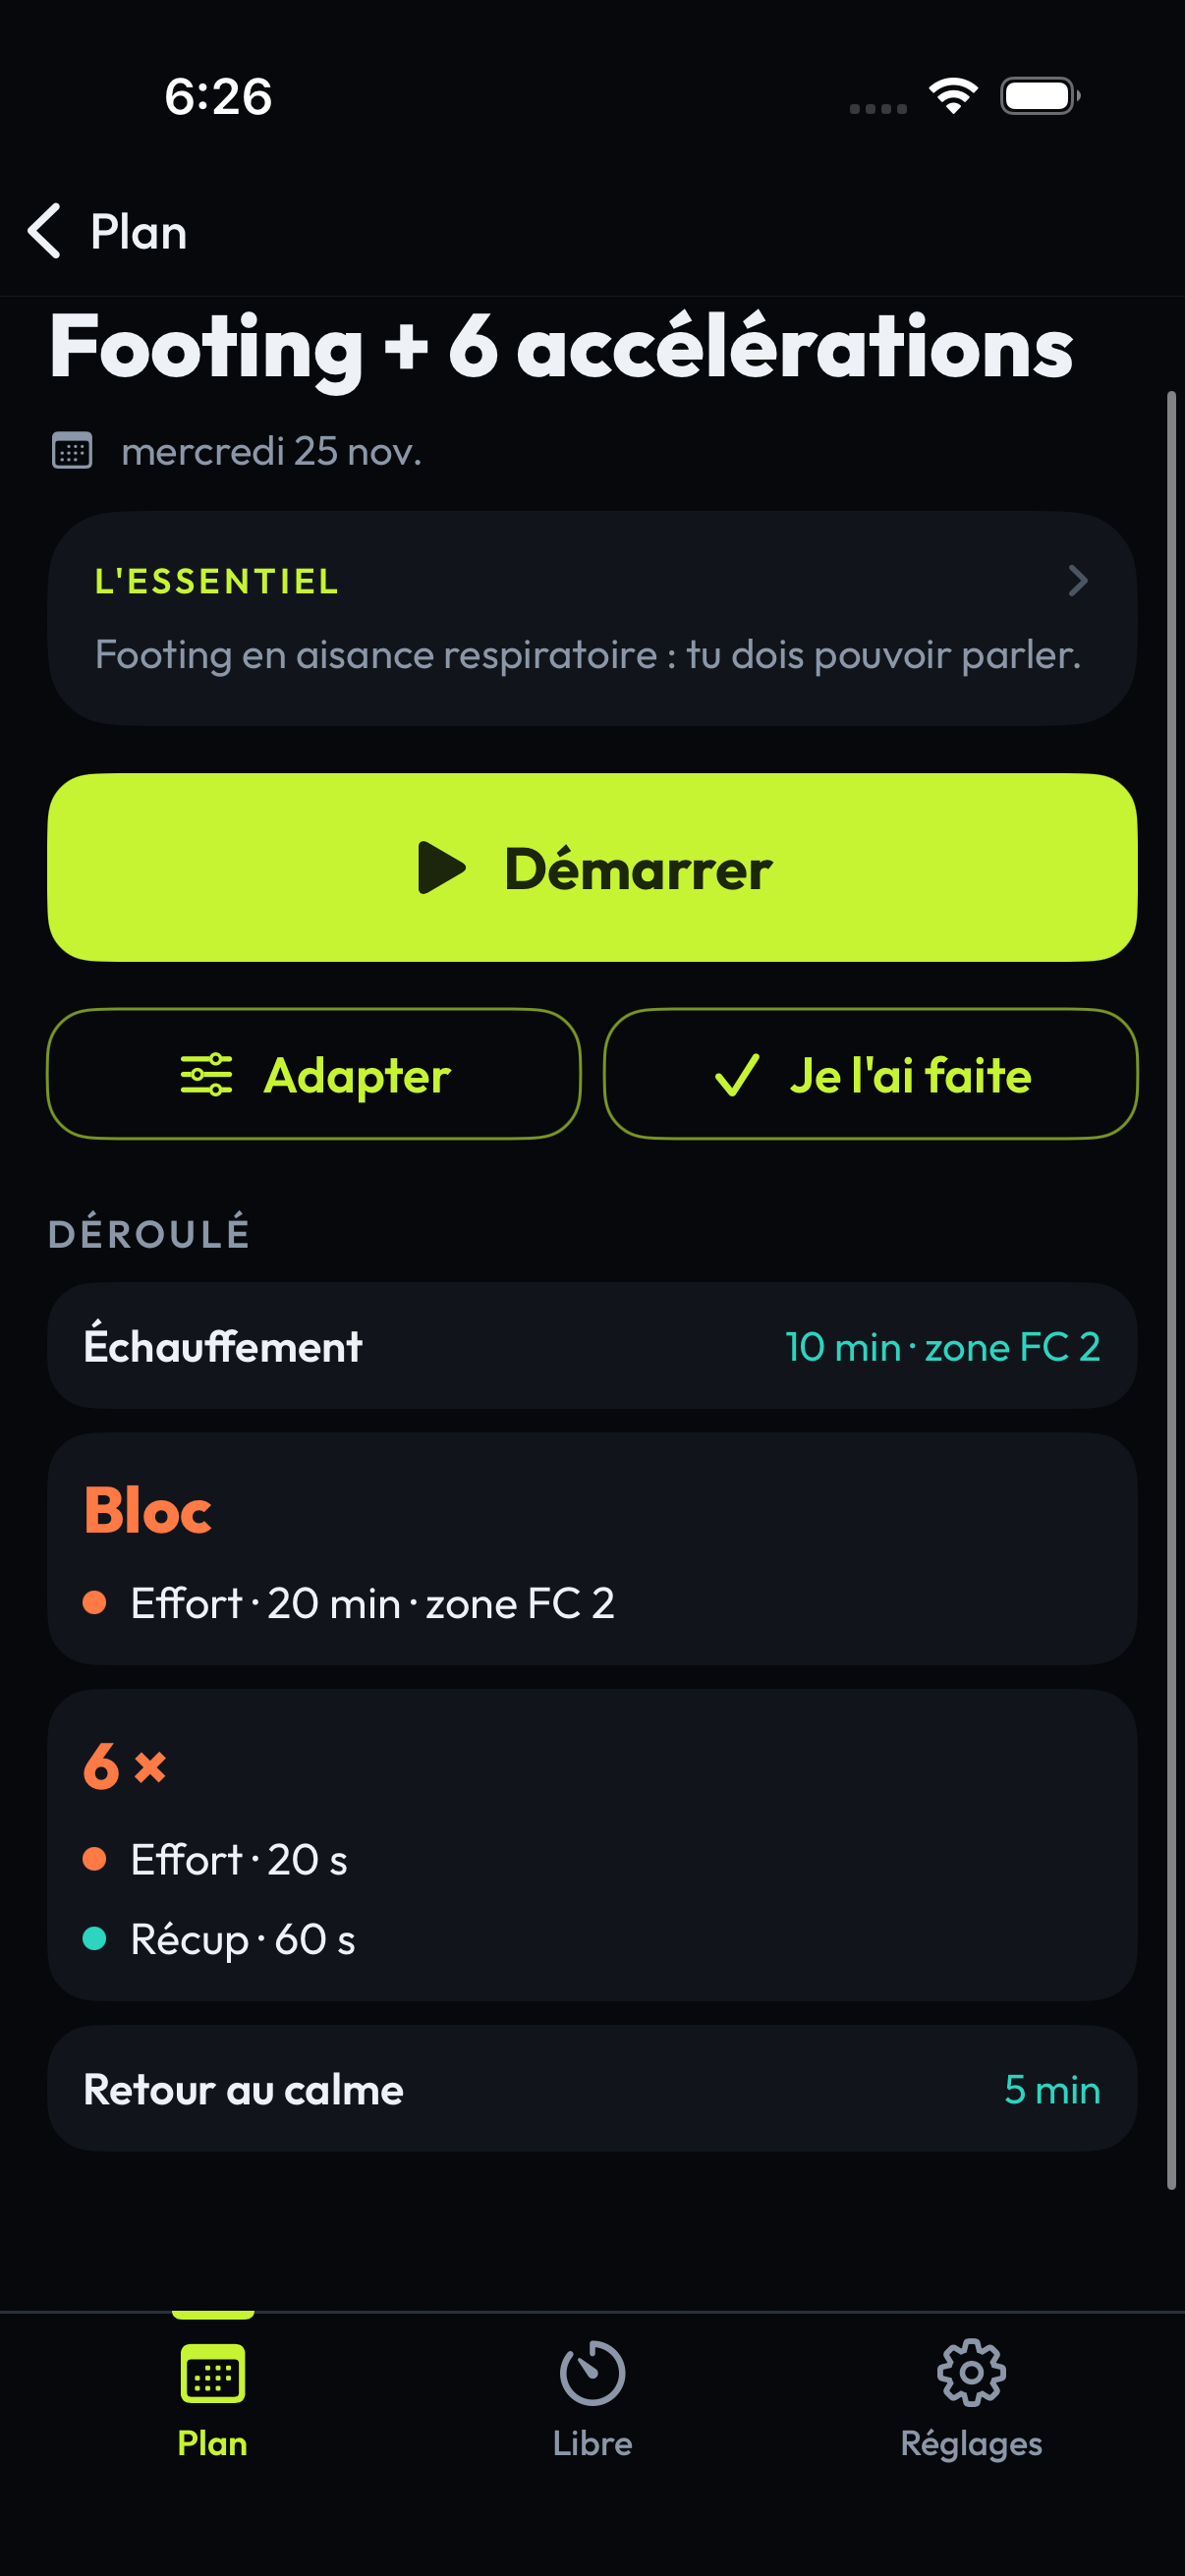 6:26
Plan
Footing + 6 accélérations
mercredi 25 nov.
L'ESSENTIEL
Footing en aisance respiratoire : tu dois pouvoir parler.
Démarrer
Adapter
Je l'ai faite
DÉROULÉ
Échauffement
10 min · zone FC 2
Bloc
Effort · 20 min · zone FC 2
6 ×
Effort · 20 s
Récup · 60 s
Retour au calme
5 min
Plan
Libre
Réglages